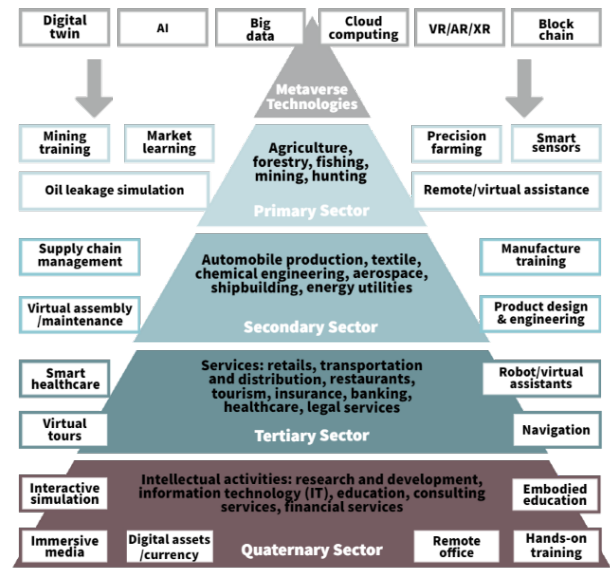 Digital
twin
AI
Big
data
Cloud
computing
VR/AR/XR
Block
chain
Metaverse
Technologies
Mining
training
Market
learning
Oil leakage simulation
Agriculture,
forestry, fishing,
mining, hunting
Primary Sector
Precision
farming
Smart
sensors
Remote/virtual assistance
Supply chain
management
Virtual assembly
/maintenance
Automobile production, textile,
chemical engineering, aerospace,
shipbuilding, energy utilities
Secondary Sector
Manufacture
training
Product design
& engineering
Smart
healthcare
Virtual
tours
Services: retails, transportation
and distribution, restaurants,
tourism, insurance, banking,
healthcare, legal services
Tertiary Sector
Robot/virtual
assistants
Navigation
Interactive
simulation
Intellectual activities: research and development,
information technology (IT), education, consulting
services, financial services
Embodied
education
Immersive
media
Digital assets
/currency
Quaternary Sector
Remote
office
Hands-on
training